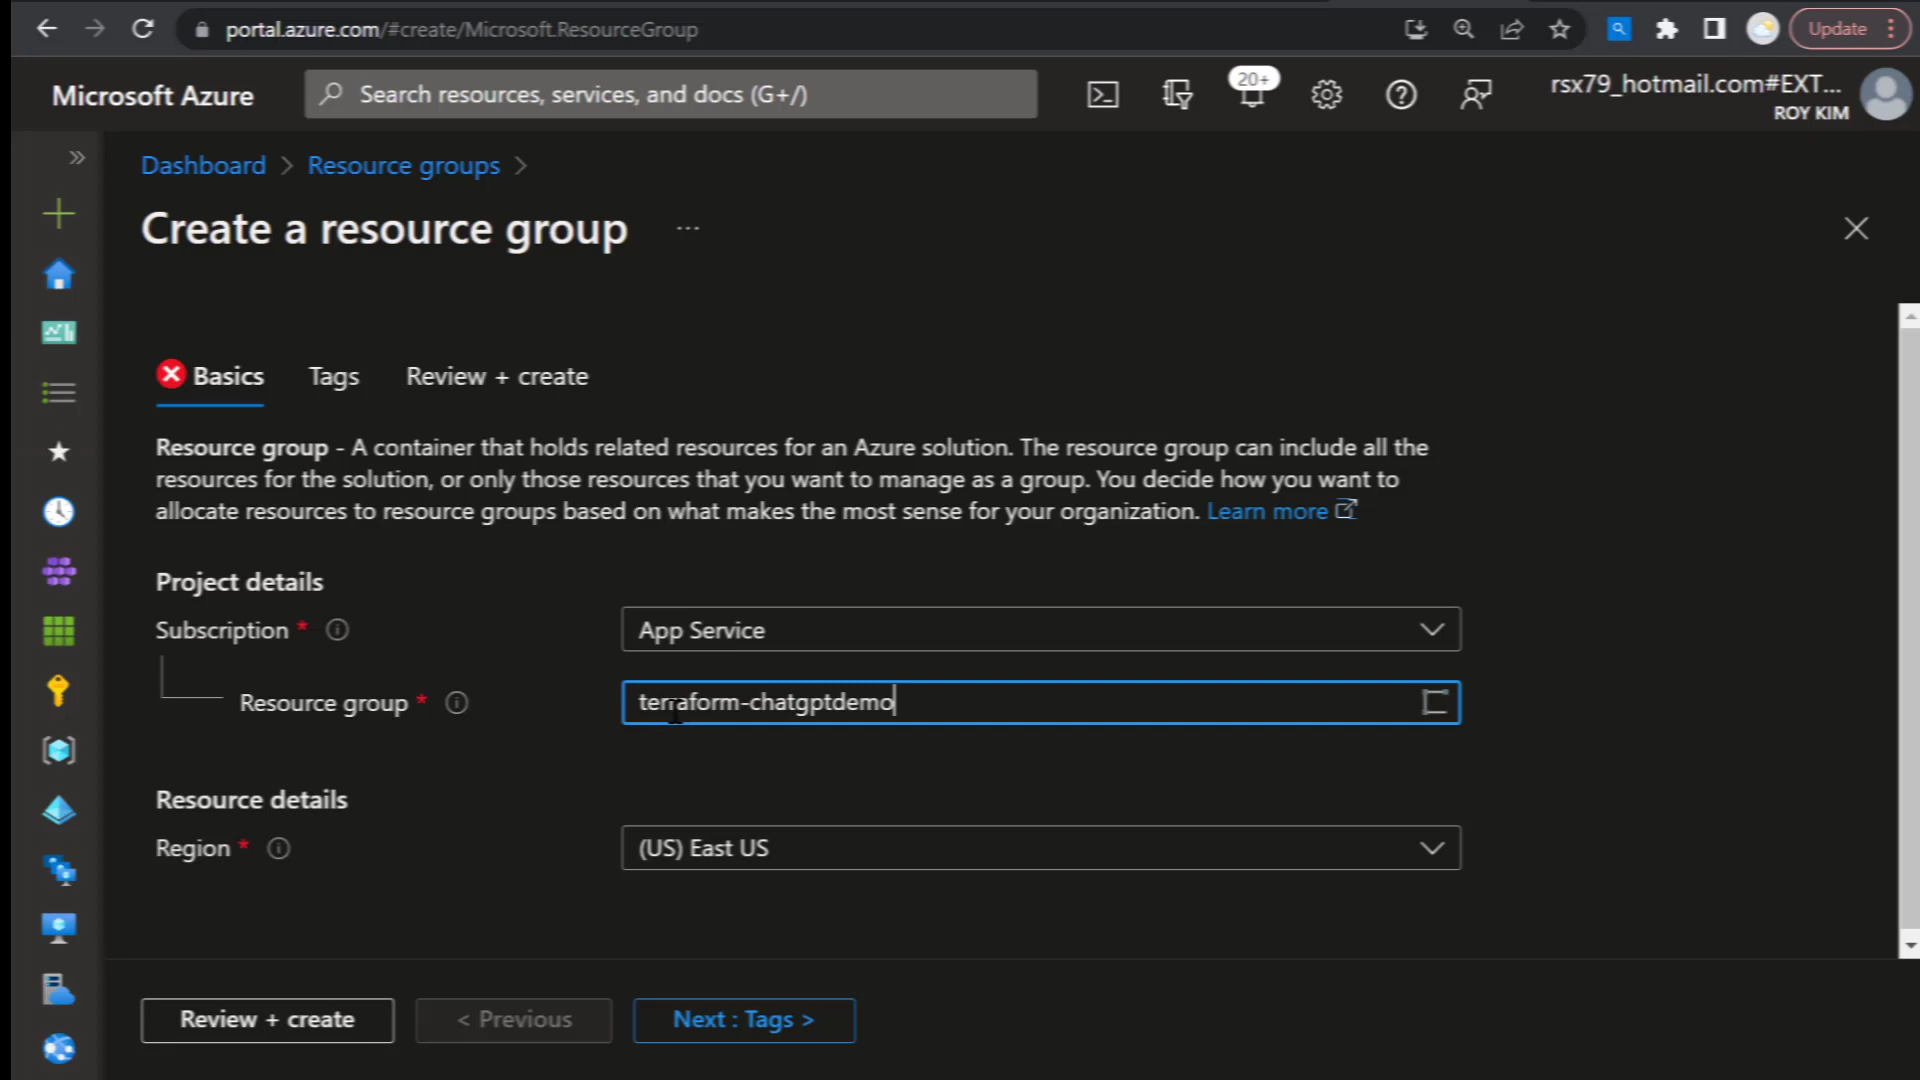 portal.azure.com/#create/Microsoft.ResourceGroup
Update
Microsoft Azure
Search resources, services, and docs (G+/)
20+
rsx79_hotmail.com#EXT...
ROY KIM
Dashboard > Resource groups >
Create a resource group ...
Basics Tags Review + create
Resource group - A container that holds related resources for an Azure solution. The resource group can include all the
resources for the solution, or only those resources that you want to manage as a group. You decide how you want to
allocate resources to resource groups based on what makes the most sense for your organization. Learn more
Project details
Subscription * App Service
Resource group * terraform-chatgptdemo
Resource details
Region * (US) East US
Review + create
< Previous
Next : Tags >